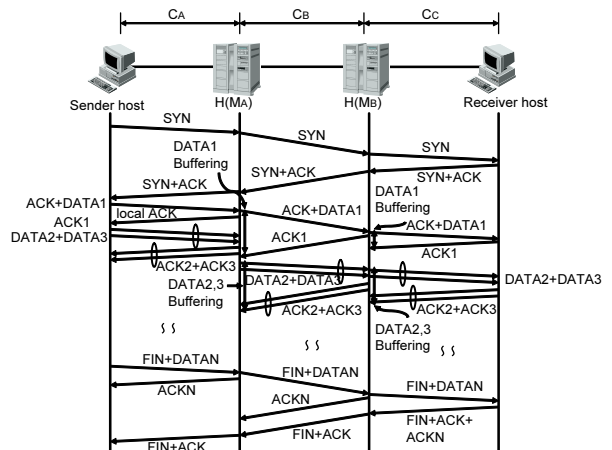 CA
CB
CC
Sender host
H(MA)
H(MB)
Receiver host
SYN
DATA1
Buffering
SYN
SYN+ACK
SYN+ACK
SYN+ACK
ACK+DATA1
local ACK
ACK+DATA1
DATA1
Buffering
ACK+DATA1
ACK1
ACK1
ACK1
DATA2+DATA3
ACK2+ACK3
DATA2,3
Buffering
DATA2+DATA3
DATA2+DATA3
ACK2+ACK3
ACK2+ACK3
DATA2,3
Buffering
FIN+DATAN
FIN+DATAN
FIN+DATAN
ACKN
ACKN
FIN+ACK
FIN+ACK
FIN+ACK+
ACKN